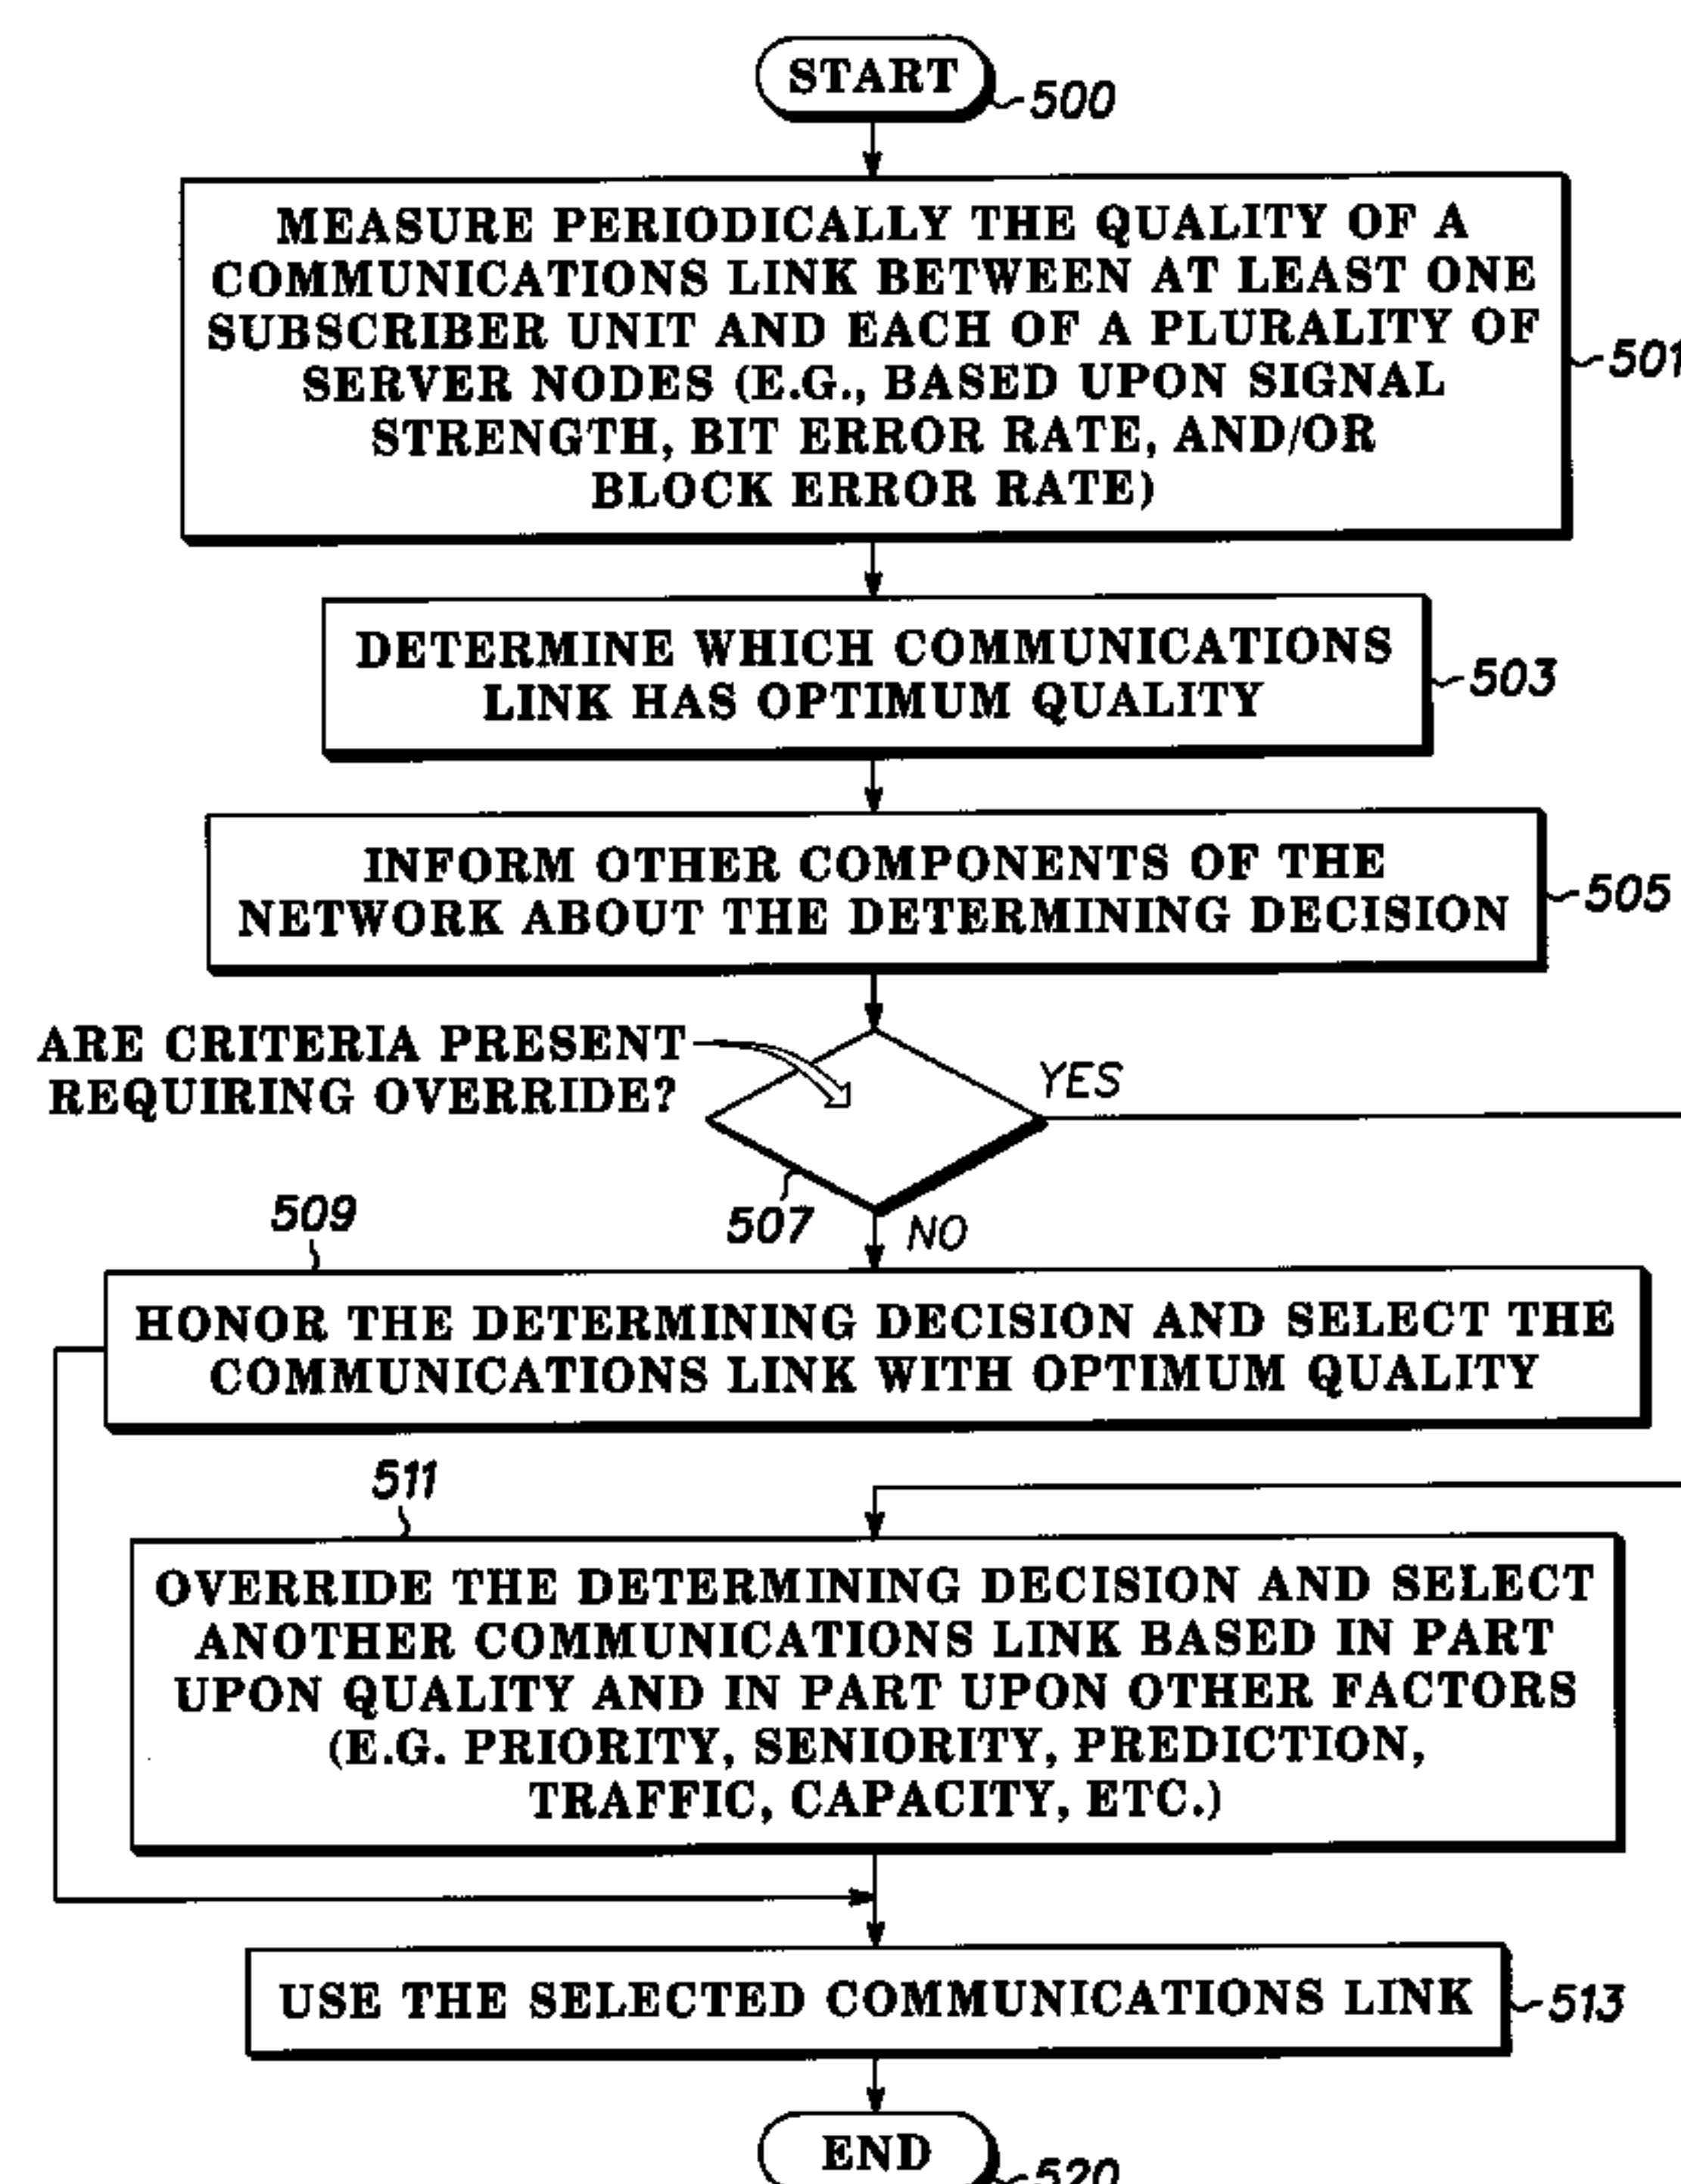 START
500
MEASURE PERIODICALLY THE QUALITY OF A
COMMUNICATIONS LINK BETWEEN AT LEAST ONE
SUBSCRIBER UNIT AND EACH OF A PLURALITY OF
SERVER NODES (E.G., BASED UPON SIGNAL
STRENGTH, BIT ERROR RATE, AND/OR
BLOCK ERROR RATE)
501
DETERMINE WHICH COMMUNICATIONS
LINK HAS OPTIMUM QUALITY
503
INFORM OTHER COMPONENTS OF THE
NETWORK ABOUT THE DETERMINING DECISION
505
ARE CRITERIA PRESENT
REQUIRING OVERRIDE?
YES
507
NO
509
HONOR THE DETERMINING DECISION AND SELECT THE
COMMUNICATIONS LINK WITH OPTIMUM QUALITY
511
OVERRIDE THE DETERMINING DECISION AND SELECT
ANOTHER COMMUNICATIONS LINK BASED IN PART
UPON QUALITY AND IN PART UPON OTHER FACTORS
(E.G. PRIORITY, SENIORITY, PREDICTION,
TRAFFIC, CAPACITY, ETC.)
USE THE SELECTED COMMUNICATIONS LINK
513
END
520